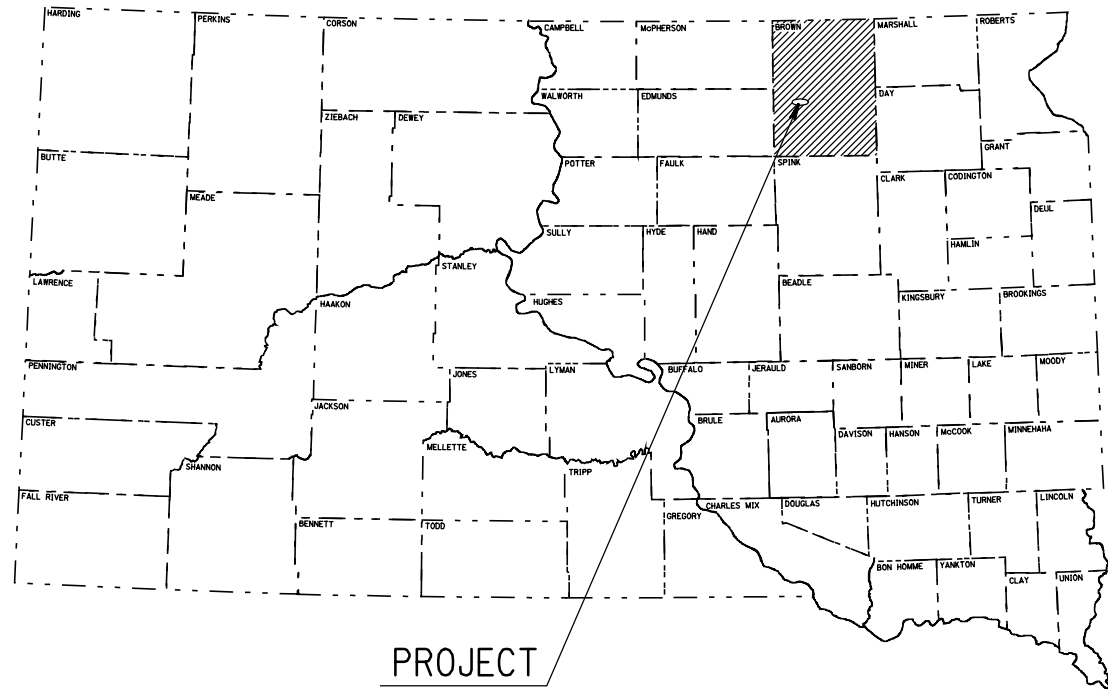 HARDING
PERKINS
CORSON
CAMPBELL
McPHERSON
BROWN
MARSHALL
ROBERTS
WALWORTH
EDMUNDS
DAY
ZIEBACH
DEWEY
GRANT
BUTTE
POTTER
FAULK
SPINK
CLARK
CODINGTON
MEADE
DEUL
SULLY
HYDE
HAND
HAMLIN
STANLEY
LAWRENCE
BEADLE
HAAKON
HUGHES
KINGSBURY
BROOKINGS
PENNINGTON
JONES
LYMAN
BUFFALO
JERAULD
SANBORN
MINER
LAKE
MOODY
JACKSON
CUSTER
BRULE
AURORA
DAVISON
HANSON
McCOOK
MINNEHAHA
MELLETTE
SHANNON
TRIPP
FALL RIVER
GREGORY
CHARLES MIX
DOUGLAS
HUTCHINSON
TURNER
LINCOLN
BENNETT
TODD
BON HOMME
YANKTON
CLAY
UNION
PROJECT